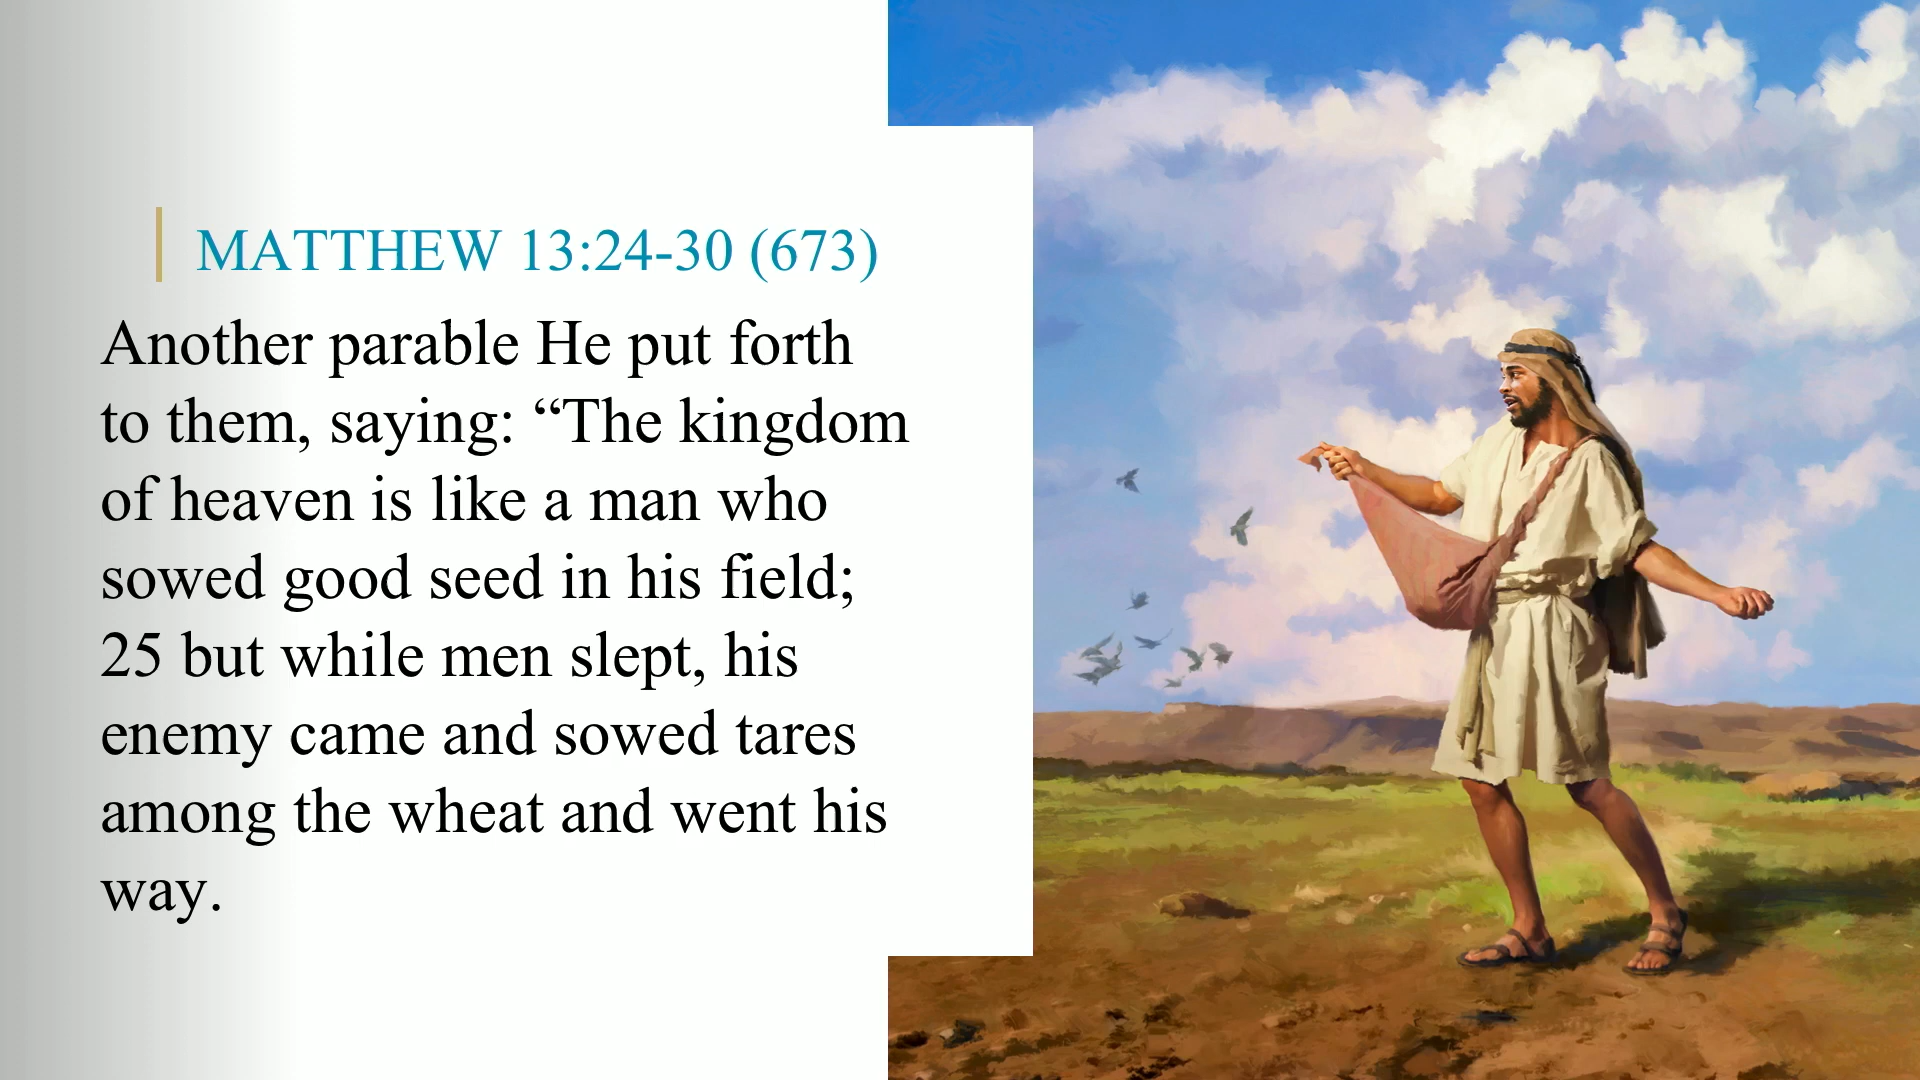 MATTHEW 13:24-30 (673)
Another parable He put forth
to them, saying: “The kingdom
of heaven is like a man who
sowed good seed in his field;
25 but while men slept, his
enemy came and sowed tares
among the wheat and went his
way.